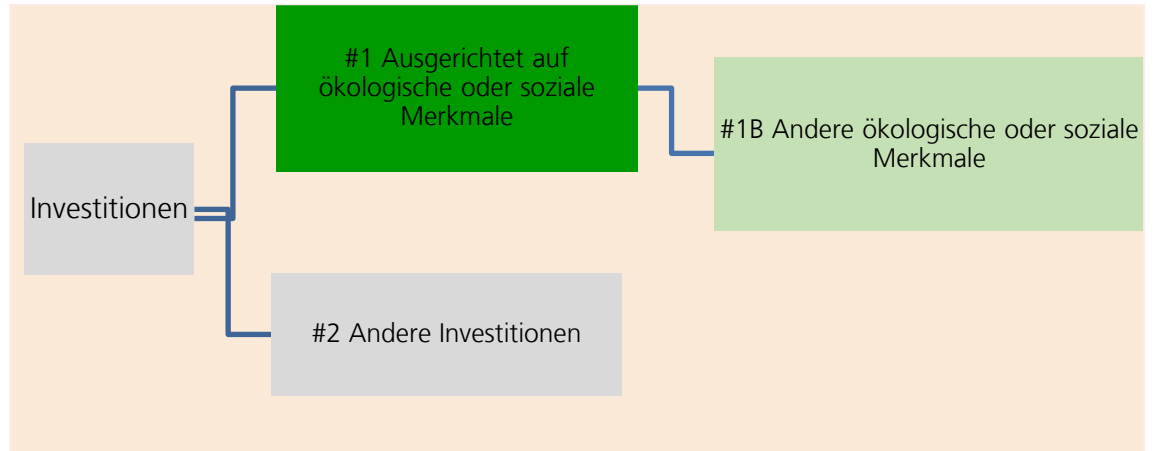 #1 Ausgerichtet auf
ökologische oder soziale
Merkmale
#1B Andere ökologische oder soziale
Merkmale
Investitionen
#2 Andere Investitionen